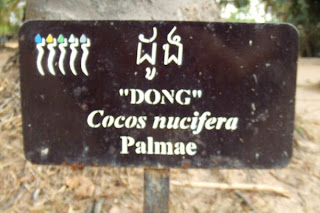 ដូង
"DONG"
Cocos nucifera
Palmae